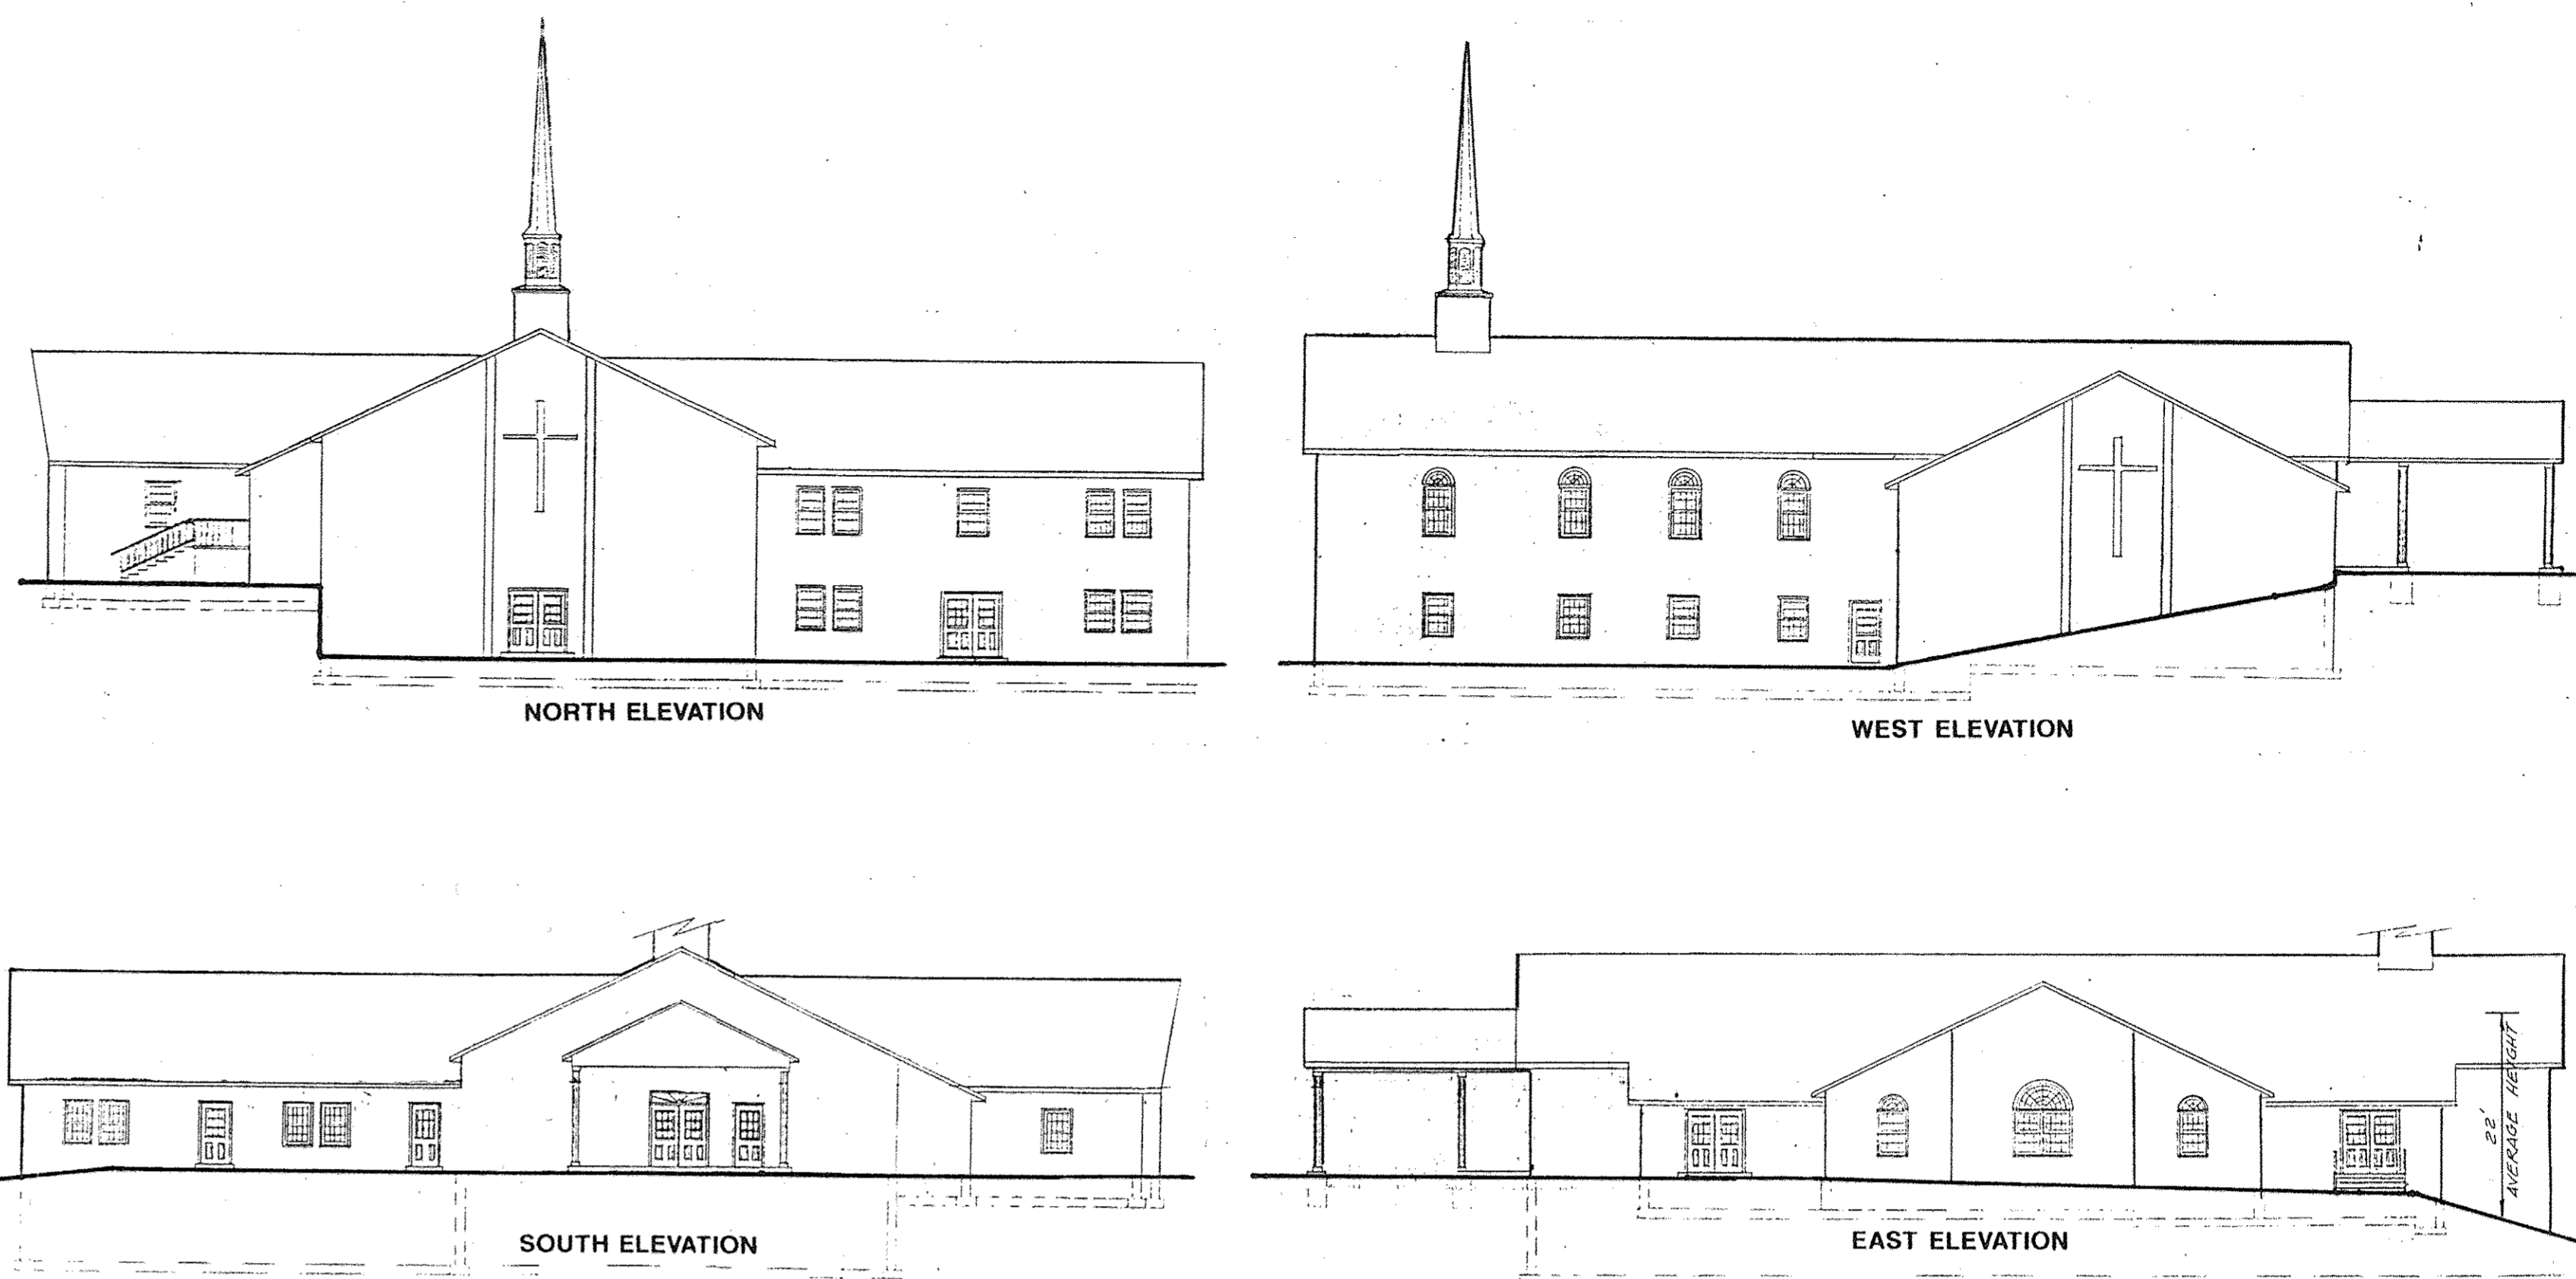 NORTH ELEVATION
WEST ELEVATION
SOUTH ELEVATION
EAST ELEVATION
22'
AVERAGE HEIGHT